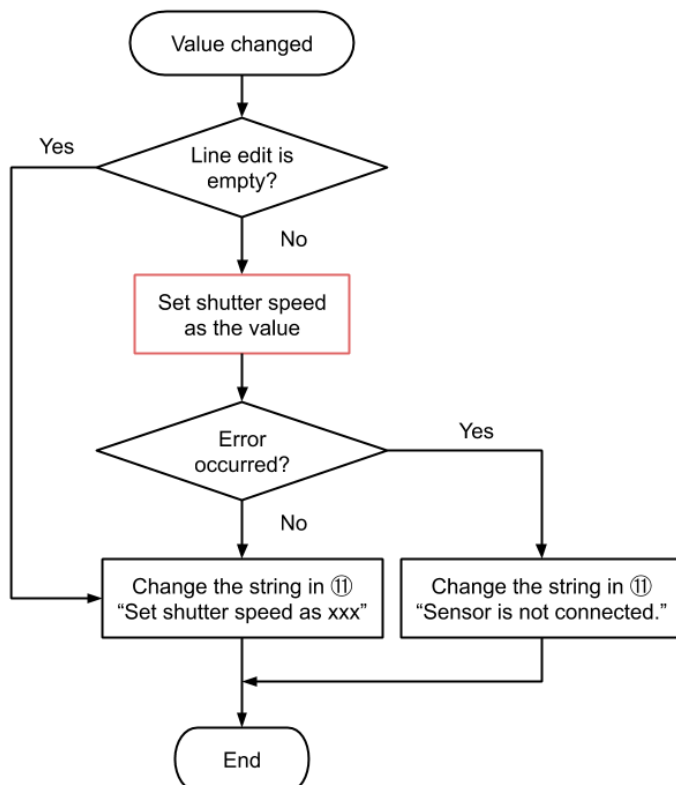 Value changed
Yes
Line edit is
empty?
No
Set shutter speed
as the value
Error
occurred?
Yes
No
Change the string in ⑪
“Set shutter speed as xxx”
Change the string in ⑪
“Sensor is not connected.”
End